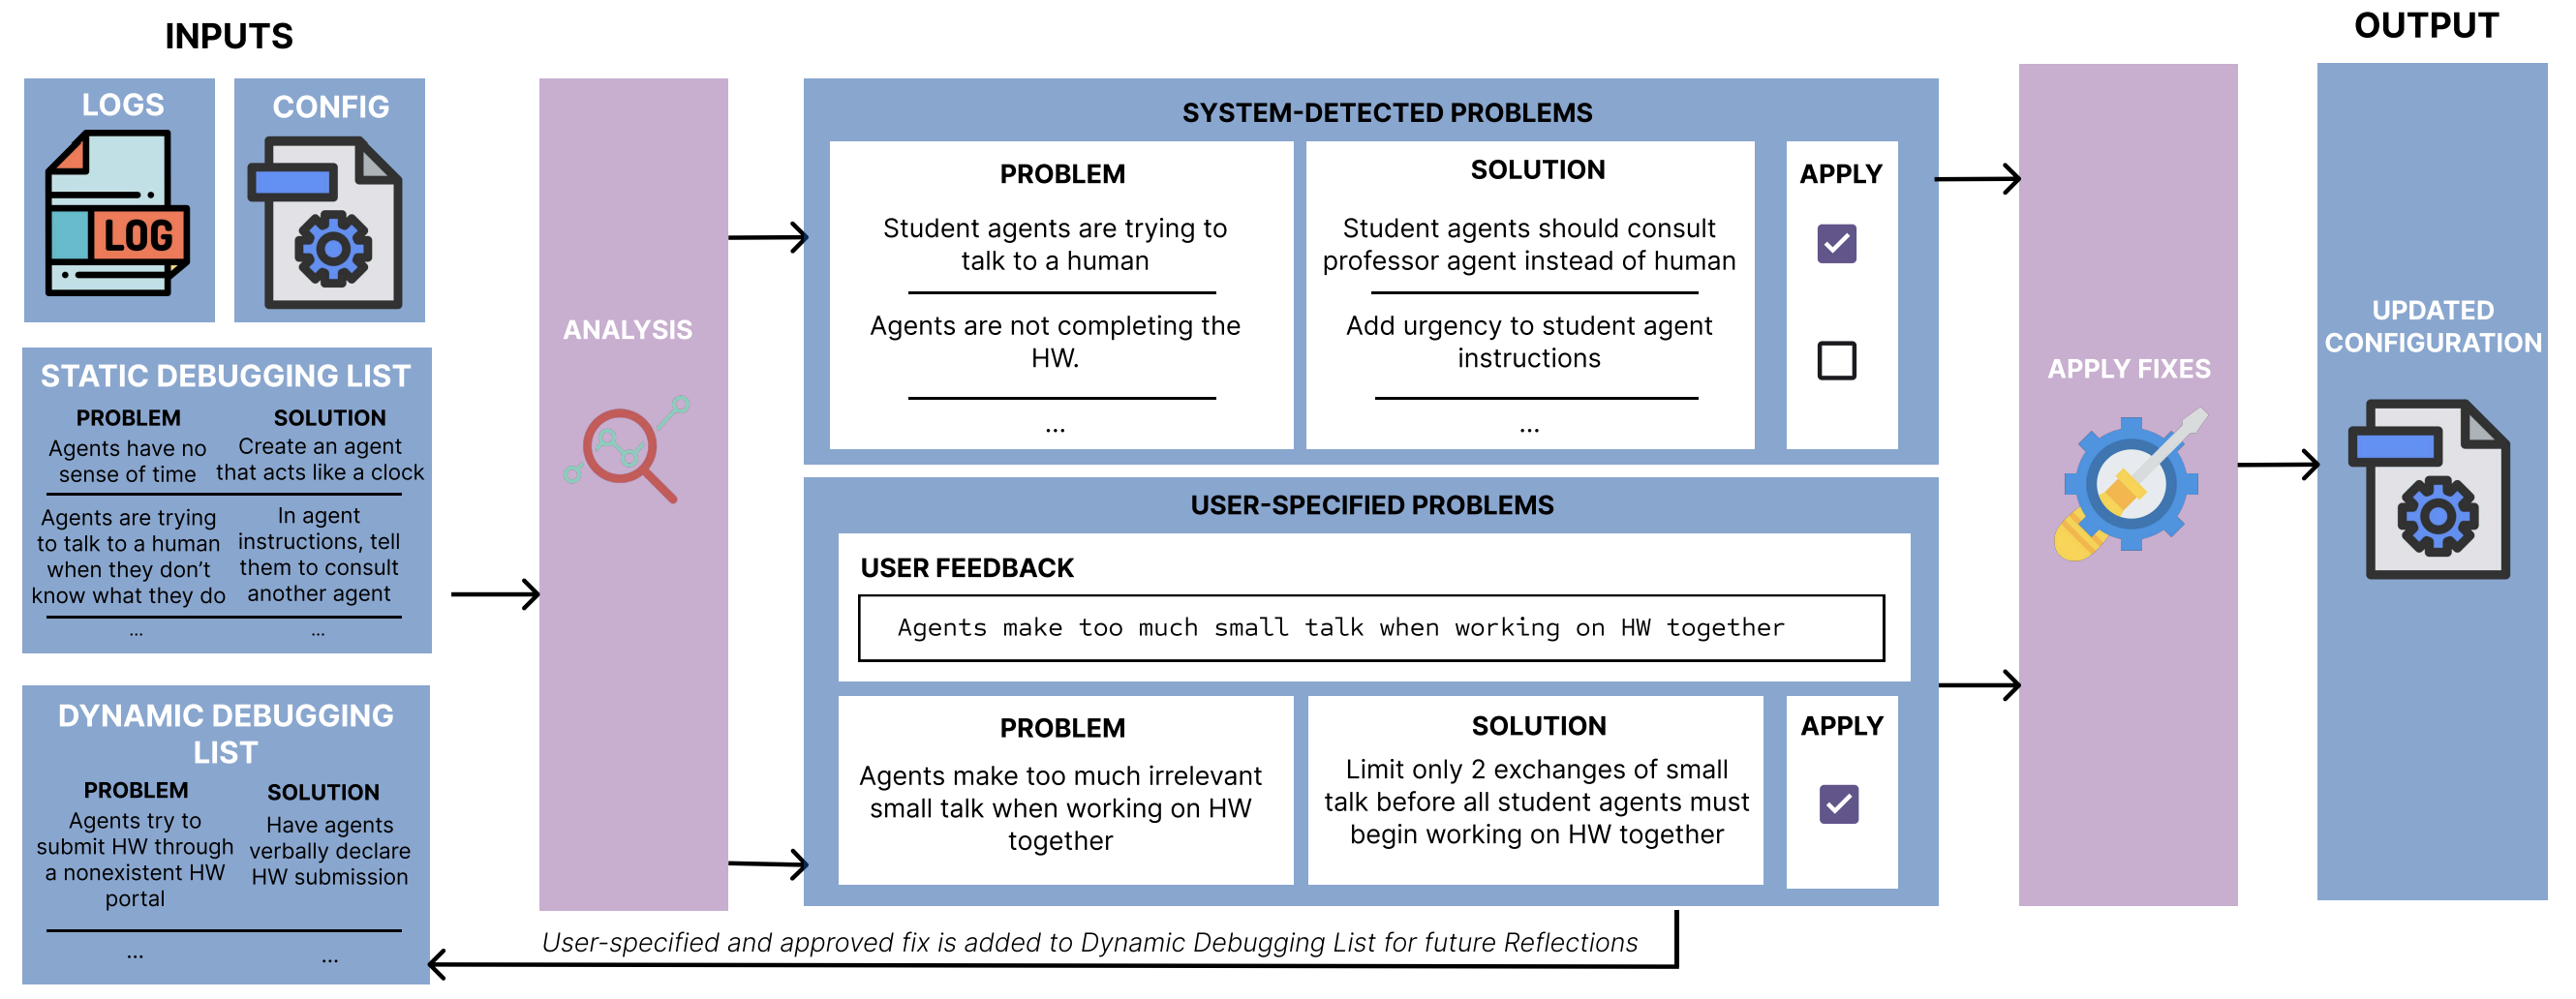 INPUTS
LOGS
LOG
CONFIG
STATIC DEBUGGING LIST
PROBLEM
SOLUTION
Agents have no
sense of time
Create an agent
that acts like a clock
Agents are trying
to talk to a human
when they don't
know what they do
In agent
instructions, tell
them to consult
another agent
...
...
DYNAMIC DEBUGGING
LIST
PROBLEM
SOLUTION
Agents try to
submit HW through
a nonexistent HW
portal
Have agents
verbally declare
HW submission
...
...
ANALYSIS
SYSTEM-DETECTED PROBLEMS
PROBLEM
SOLUTION
APPLY
Student agents are trying to
talk to a human
Student agents should consult
professor agent instead of human
Agents are not completing the
HW.
Add urgency to student agent
instructions
...
...
USER-SPECIFIED PROBLEMS
USER FEEDBACK
Agents make too much small talk when working on HW together
PROBLEM
SOLUTION
APPLY
Agents make too much irrelevant
small talk when working on HW
together
Limit only 2 exchanges of small
talk before all student agents must
begin working on HW together
User-specified and approved fix is added to Dynamic Debugging List for future Reflections
APPLY FIXES
OUTPUT
UPDATED
CONFIGURATION